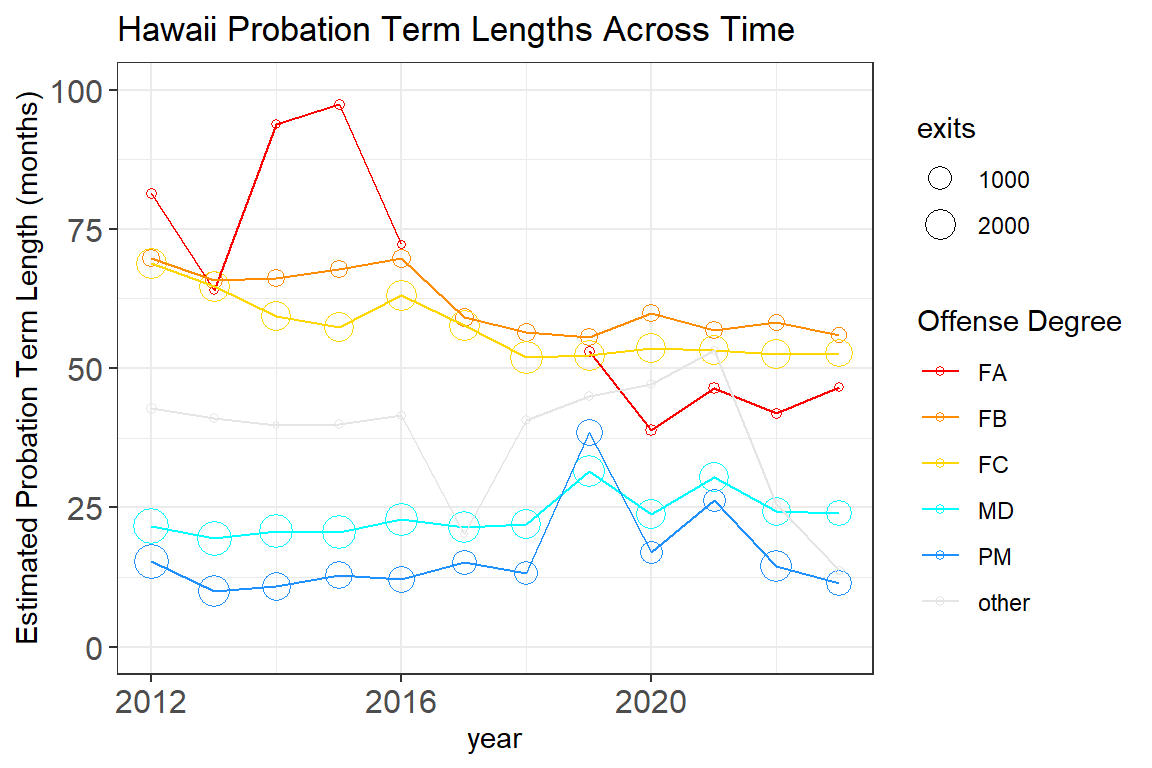 Hawaii Probation Term Lengths Across Time
Estimated Probation Term Length (months)
100
75
50
25
0
2012
2016
2020
year
exits
1000
2000
Offense Degree
FA
FB
FC
MD
PM
other